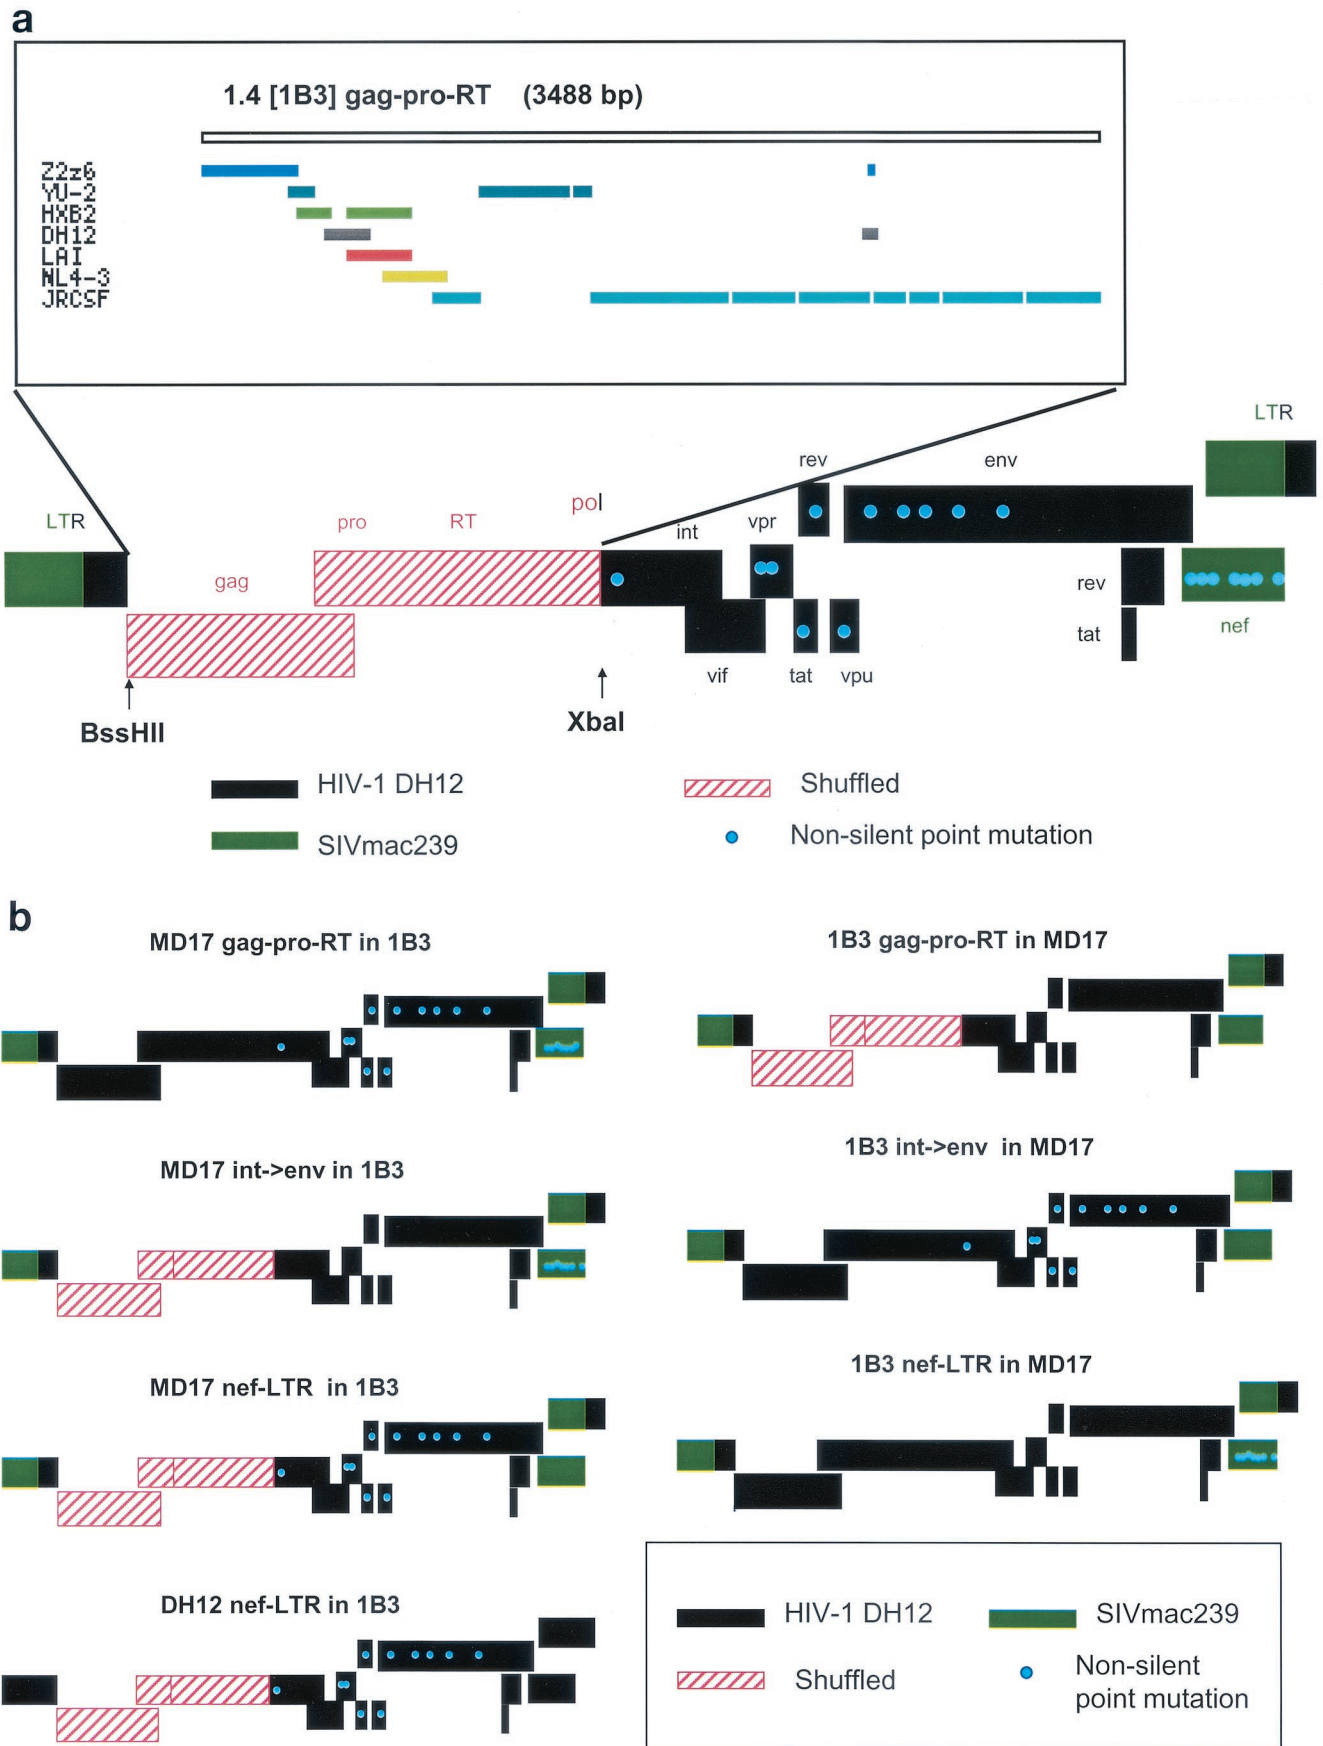 a
1.4 [1B3] gag-pro-RT (3488 bp)
Z2z6
YU-2
HXB2
DH12
LAI
NL4-3
JRCSF
LTR
rev
env
LTR
pro
RT
pol
int
vpr
gag
rev
nef
tat
vif
tat
vpu
BssHII
XbaI
HIV-1 DH12
Shuffled
SIVmac239
Non-silent point mutation
b
MD17 gag-pro-RT in 1B3
1B3 gag-pro-RT in MD17
MD17 int->env in 1B3
1B3 int->env in MD17
MD17 nef-LTR in 1B3
1B3 nef-LTR in MD17
DH12 nef-LTR in 1B3
HIV-1 DH12
SIVmac239
Shuffled
Non-silent
point mutation